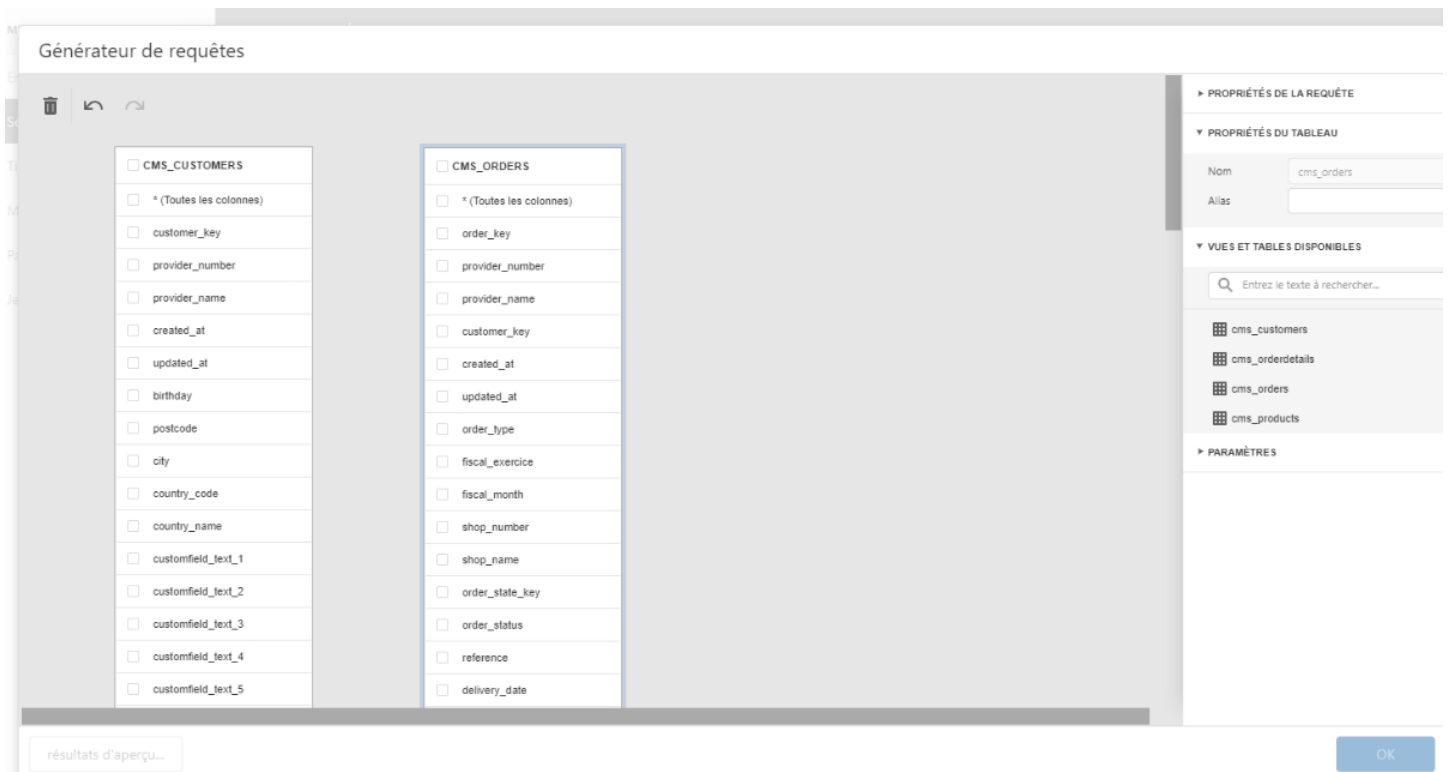 Générateur de requêtes
CMS_CUSTOMERS
* (Toutes les colonnes)
customer_key
provider_number
provider_name
created_at
updated_at
birthday
postcode
city
country_code
country_name
customfield_text_1
customfield_text_2
customfield_text_3
customfield_text_4
customfield_text_5
CMS_ORDERS
* (Toutes les colonnes)
order_key
provider_number
provider_name
customer_key
created_at
updated_at
order_type
fiscal_exercice
fiscal_month
shop_number
shop_name
order_state_key
order_status
reference
delivery_date
PROPRIÉTÉS DE LA REQUÊTE
PROPRIÉTÉS DU TABLEAU
Nom cms_orders
Alias
VUES ET TABLES DISPONIBLES
Entrez le texte à rechercher...
cms_customers
cms_orderdetails
cms_orders
cms_products
PARAMÈTRES
résultats d'aperçu...
OK